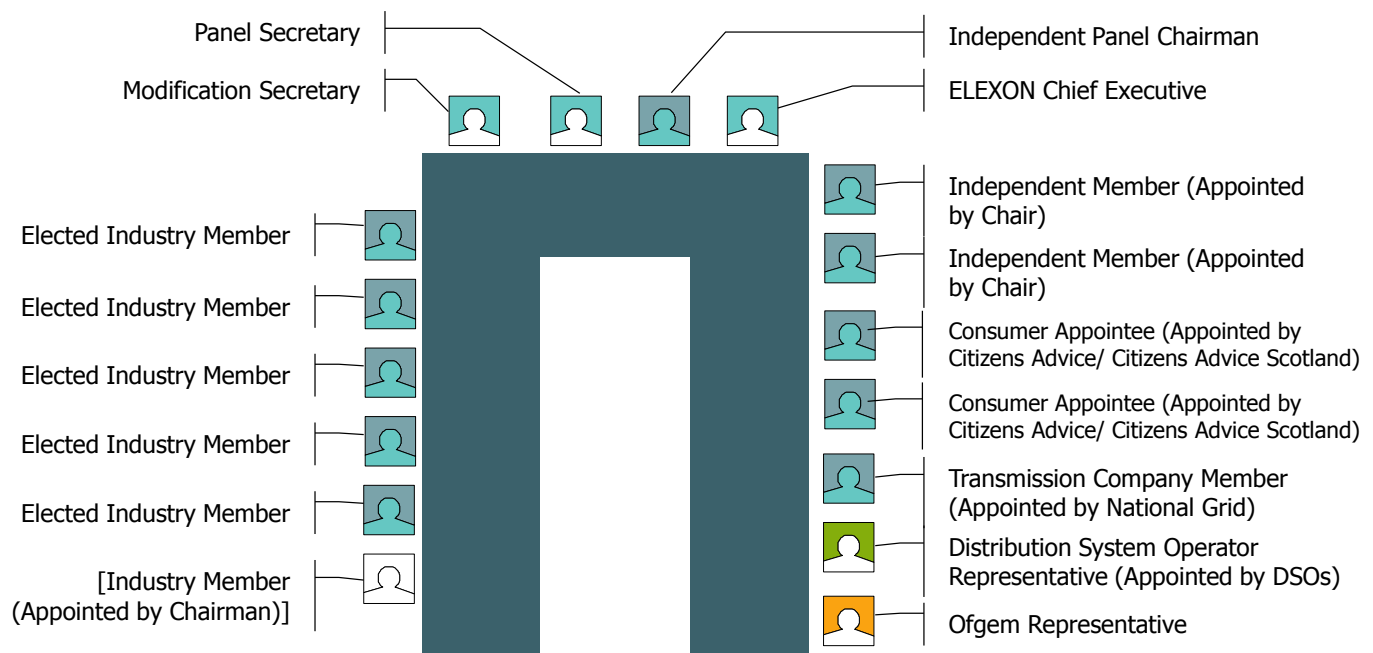 Panel Secretary
Modification Secretary
Independent Panel Chairman
ELEXON Chief Executive
Elected Industry Member
Elected Industry Member
Elected Industry Member
Elected Industry Member
Elected Industry Member
[Industry Member
(Appointed by Chairman)]
Independent Member (Appointed
by Chair)
Independent Member (Appointed
by Chair)
Consumer Appointee (Appointed by
Citizens Advice/ Citizens Advice Scotland)
Consumer Appointee (Appointed by
Citizens Advice/ Citizens Advice Scotland)
Transmission Company Member
(Appointed by National Grid)
Distribution System Operator
Representative (Appointed by DSOs)
Ofgem Representative